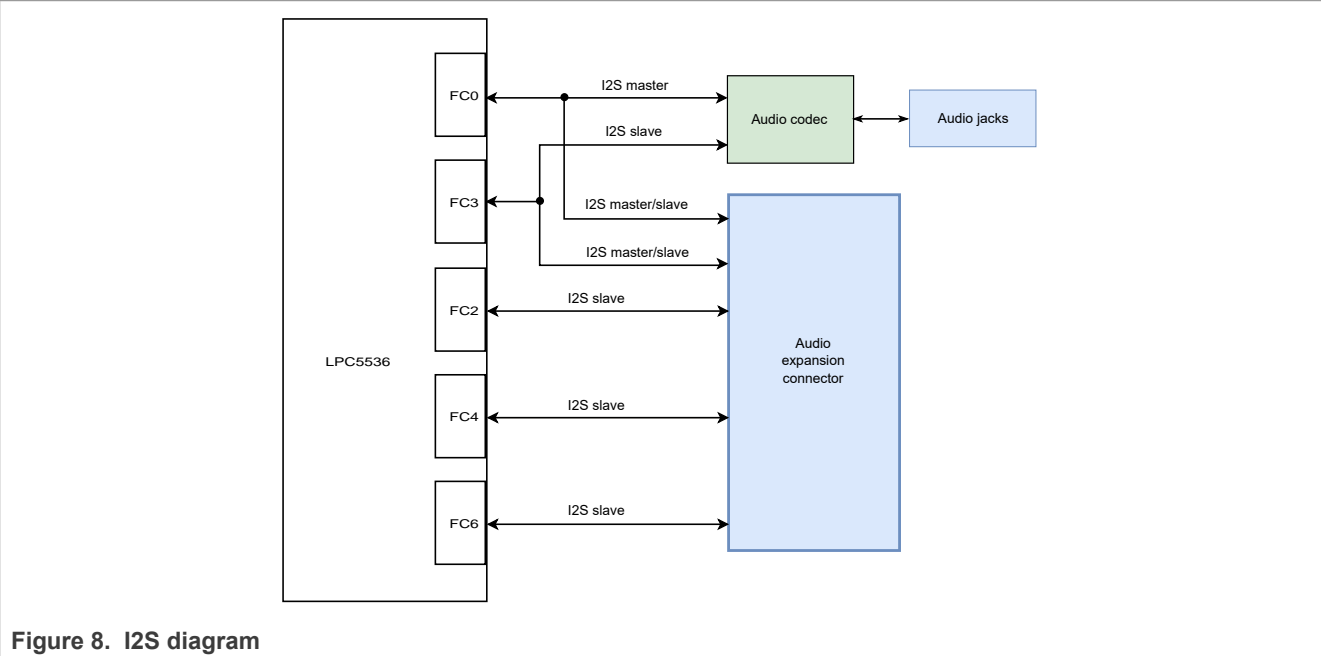 FC0
I2S master
Audio codec
Audio jacks
I2S slave
FC3
I2S master/slave
I2S master/slave
FC2
I2S slave
LPC5536
Audio
expansion
connector
FC4
I2S slave
FC6
I2S slave
Figure 8. I2S diagram